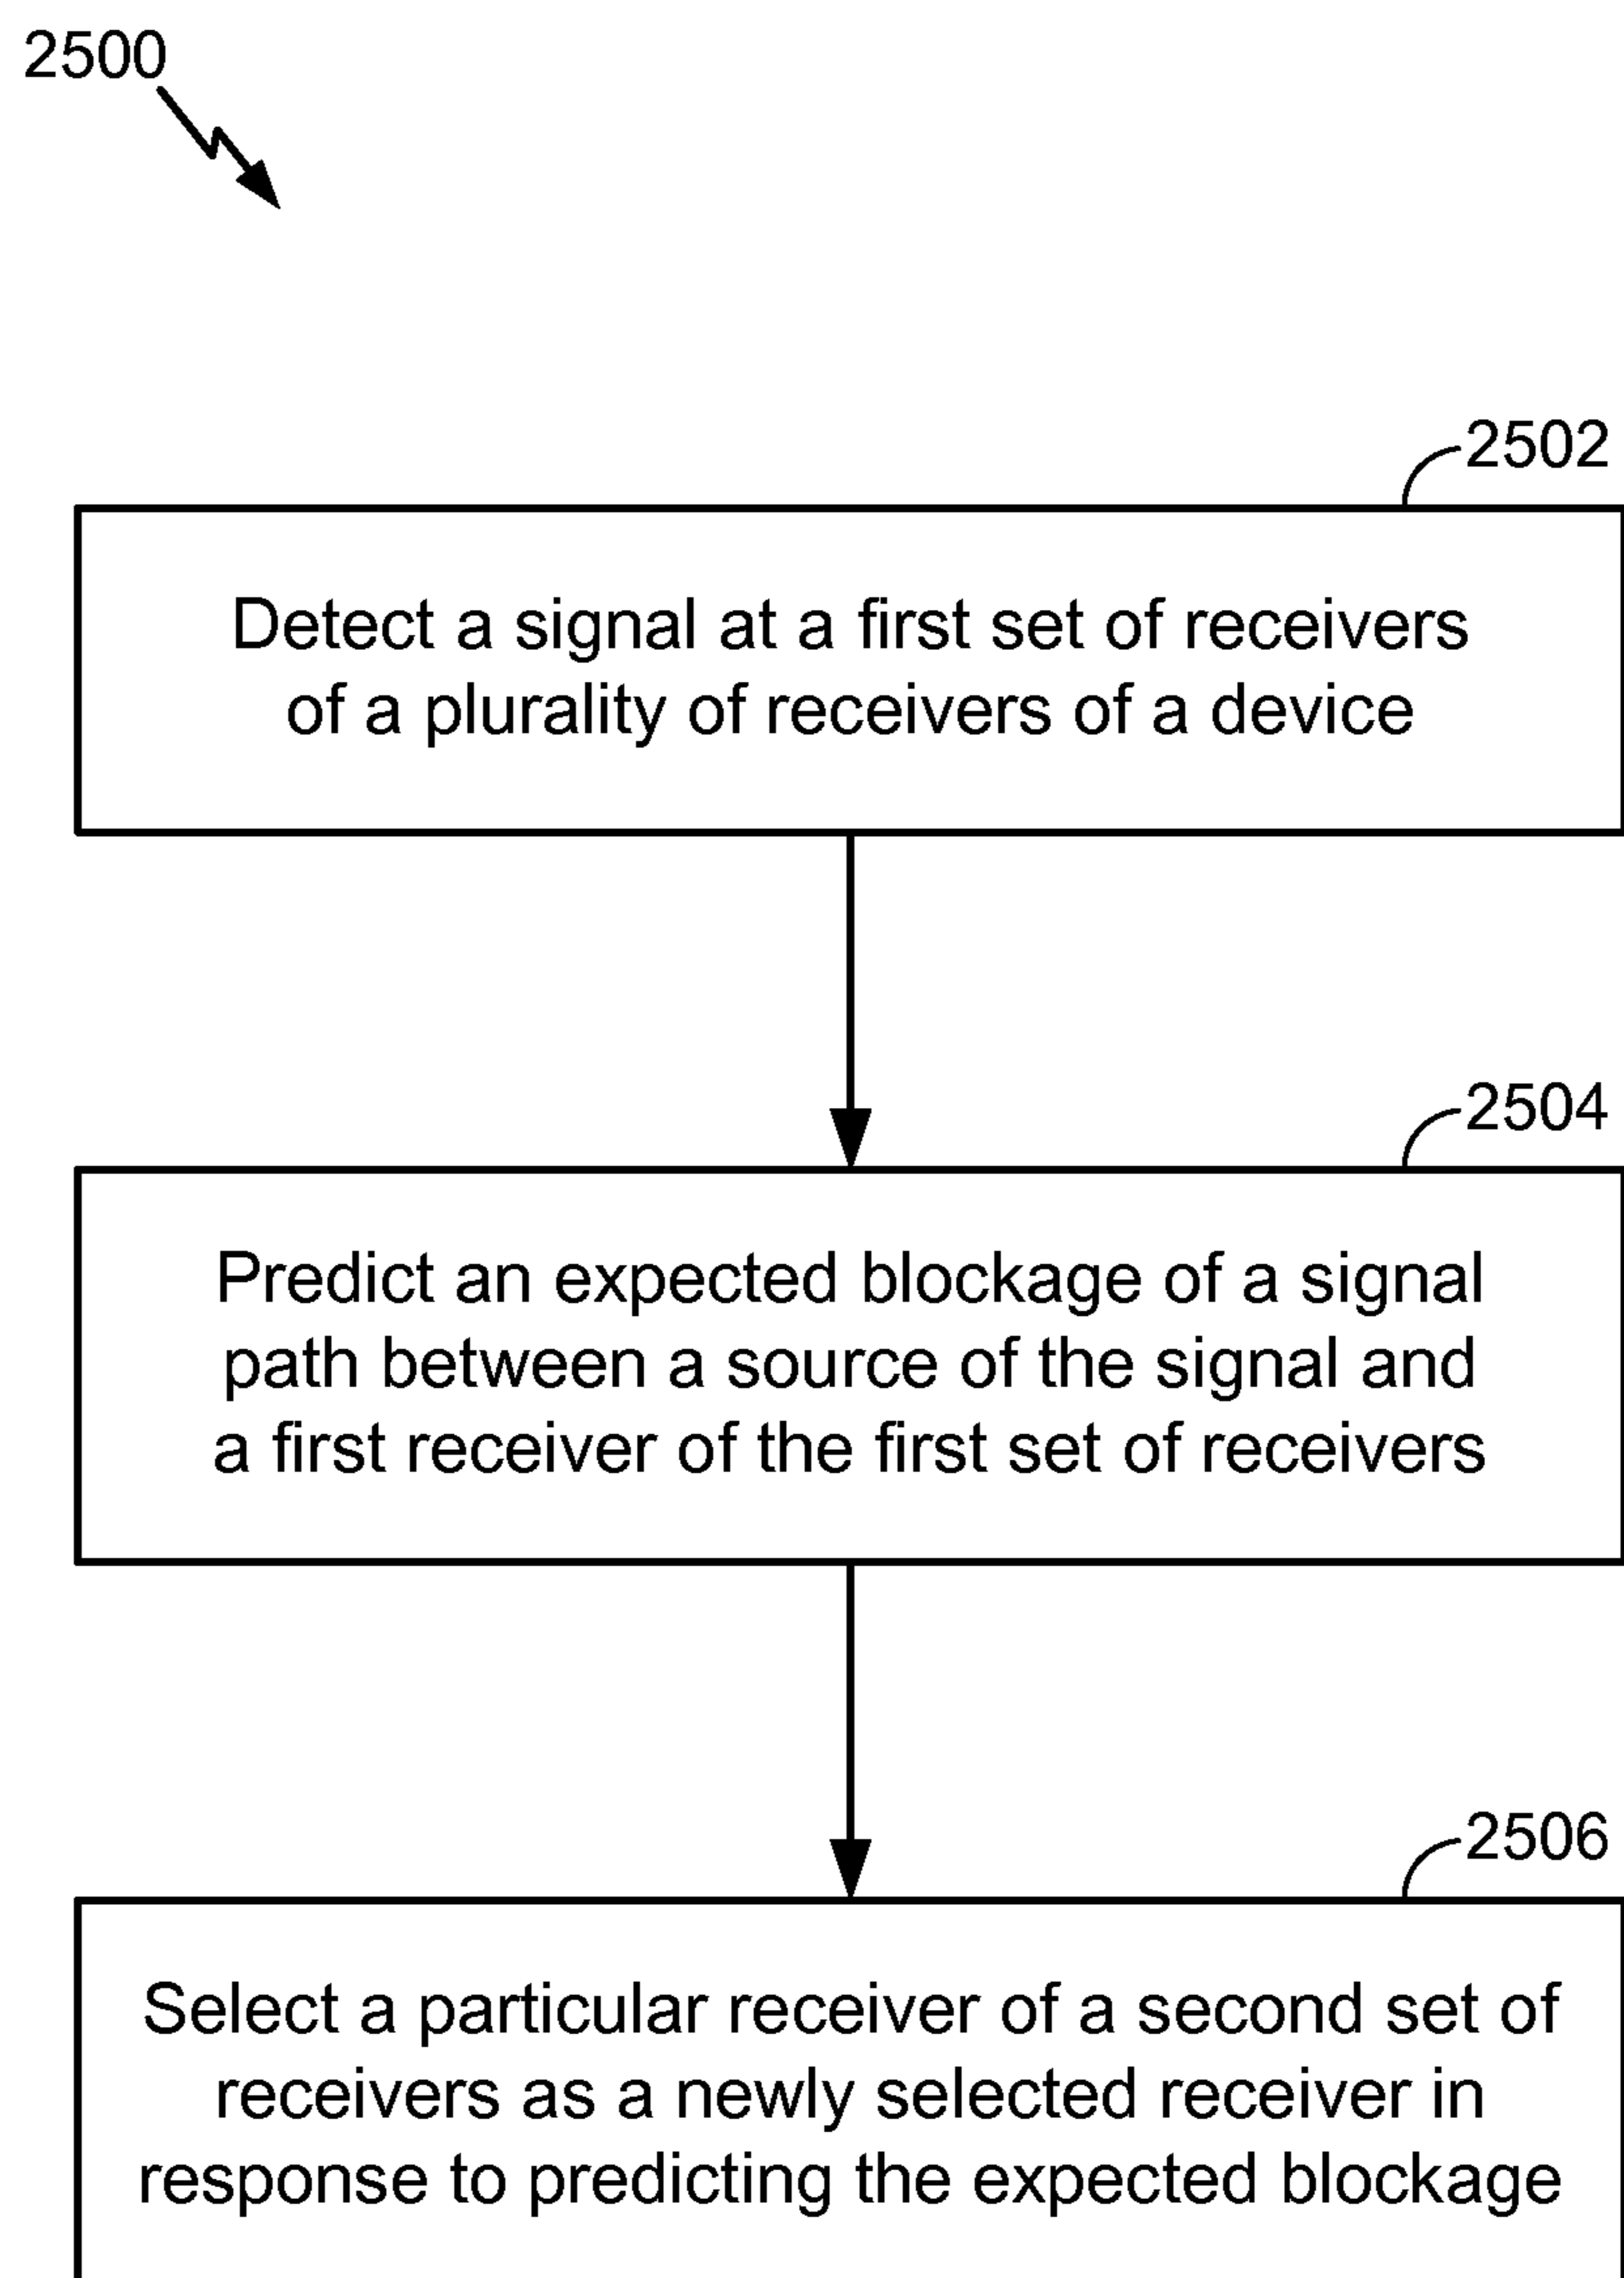 2500
2502
Detect a signal at a first set of receivers
of a plurality of receivers of a device
2504
Predict an expected blockage of a signal
path between a source of the signal and
a first receiver of the first set of receivers
2506
Select a particular receiver of a second set of
receivers as a newly selected receiver in
response to predicting the expected blockage